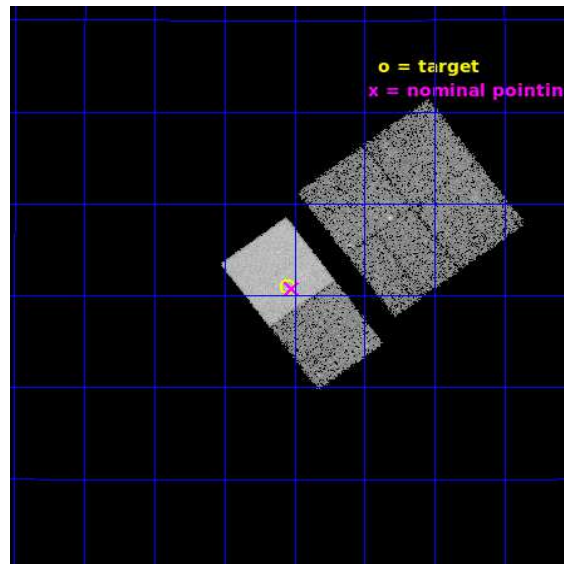 o = target
x = nominal pointin